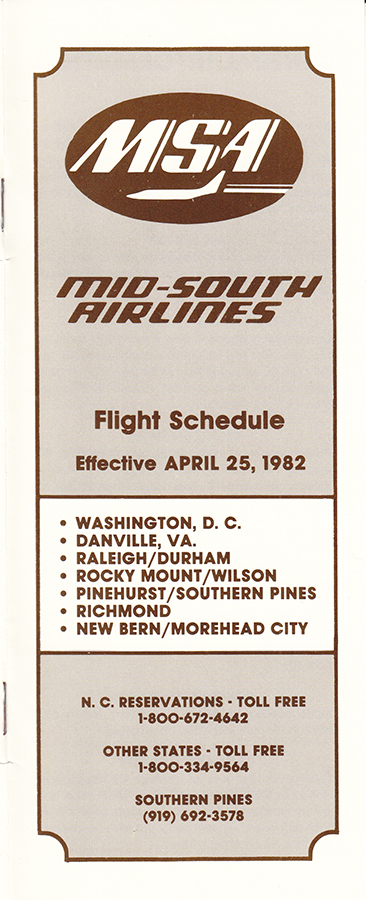 MSA
MID-SOUTH
AIRLINES
Flight Schedule
Effective APRIL 25, 1982
• WASHINGTON, D. C.
• DANVILLE, VA.
• RALEIGH/DURHAM
• ROCKY MOUNT/WILSON
• PINEHURST/SOUTHERN PINES
• RICHMOND
• NEW BERN/MOREHEAD CITY
N. C. RESERVATIONS - TOLL FREE
1-800-672-4642
OTHER STATES - TOLL FREE
1-800-334-9564
SOUTHERN PINES
(919) 692-3578